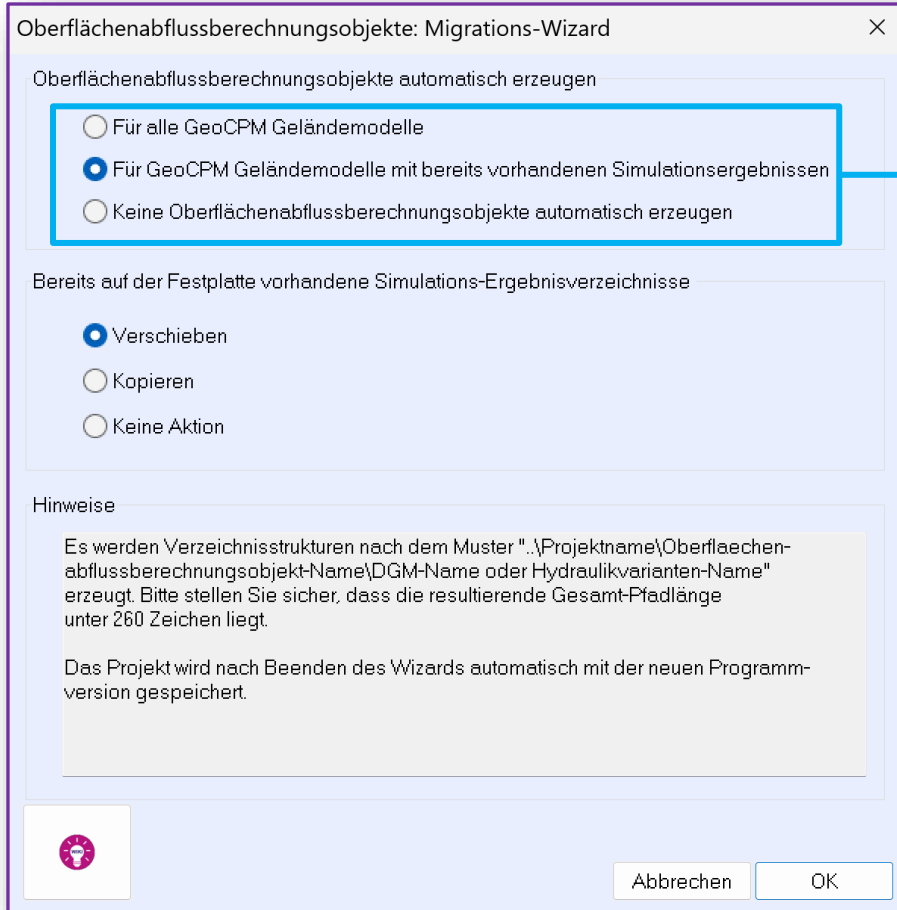 Oberflächenabflussberechnungsobjekte: Migrations-Wizard
Oberflächenabflussberechnungsobjekte automatisch erzeugen
Für alle GeoCPM Geländemodelle
Für GeoCPM Geländemodelle mit bereits vorhandenen Simulationsergebnissen
Keine Oberflächenabflussberechnungsobjekte automatisch erzeugen
Bereits auf der Festplatte vorhandene Simulations-Ergebnisverzeichnisse
Verschieben
Kopieren
Keine Aktion
Hinweise
Es werden Verzeichnisstrukturen nach dem Muster "..\Projektname\Oberflaechen-
abflussberechnungsobjekt-Name\DGM-Name oder Hydraulikvarianten-Name"
erzeugt. Bitte stellen Sie sicher, dass die resultierende Gesamt-Pfadlänge
unter 260 Zeichen liegt.
Das Projekt wird nach Beenden des Wizards automatisch mit der neuen Programm-
version gespeichert.
WIKI
Abbrechen
OK